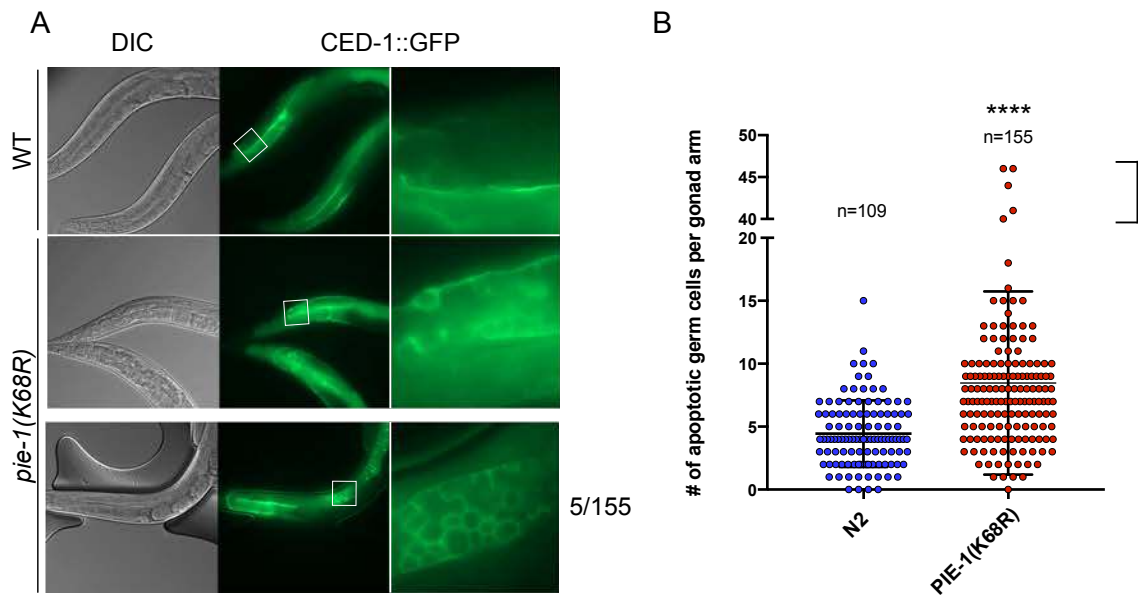 A
DIC
CED-1::GFP
WT
pie-1(K68R)
5/155
B
****
n=155
n=109
# of apoptotic germ cells per gonad arm
50
45
40
20
15
10
5
0
N2
PIE-1(K68R)